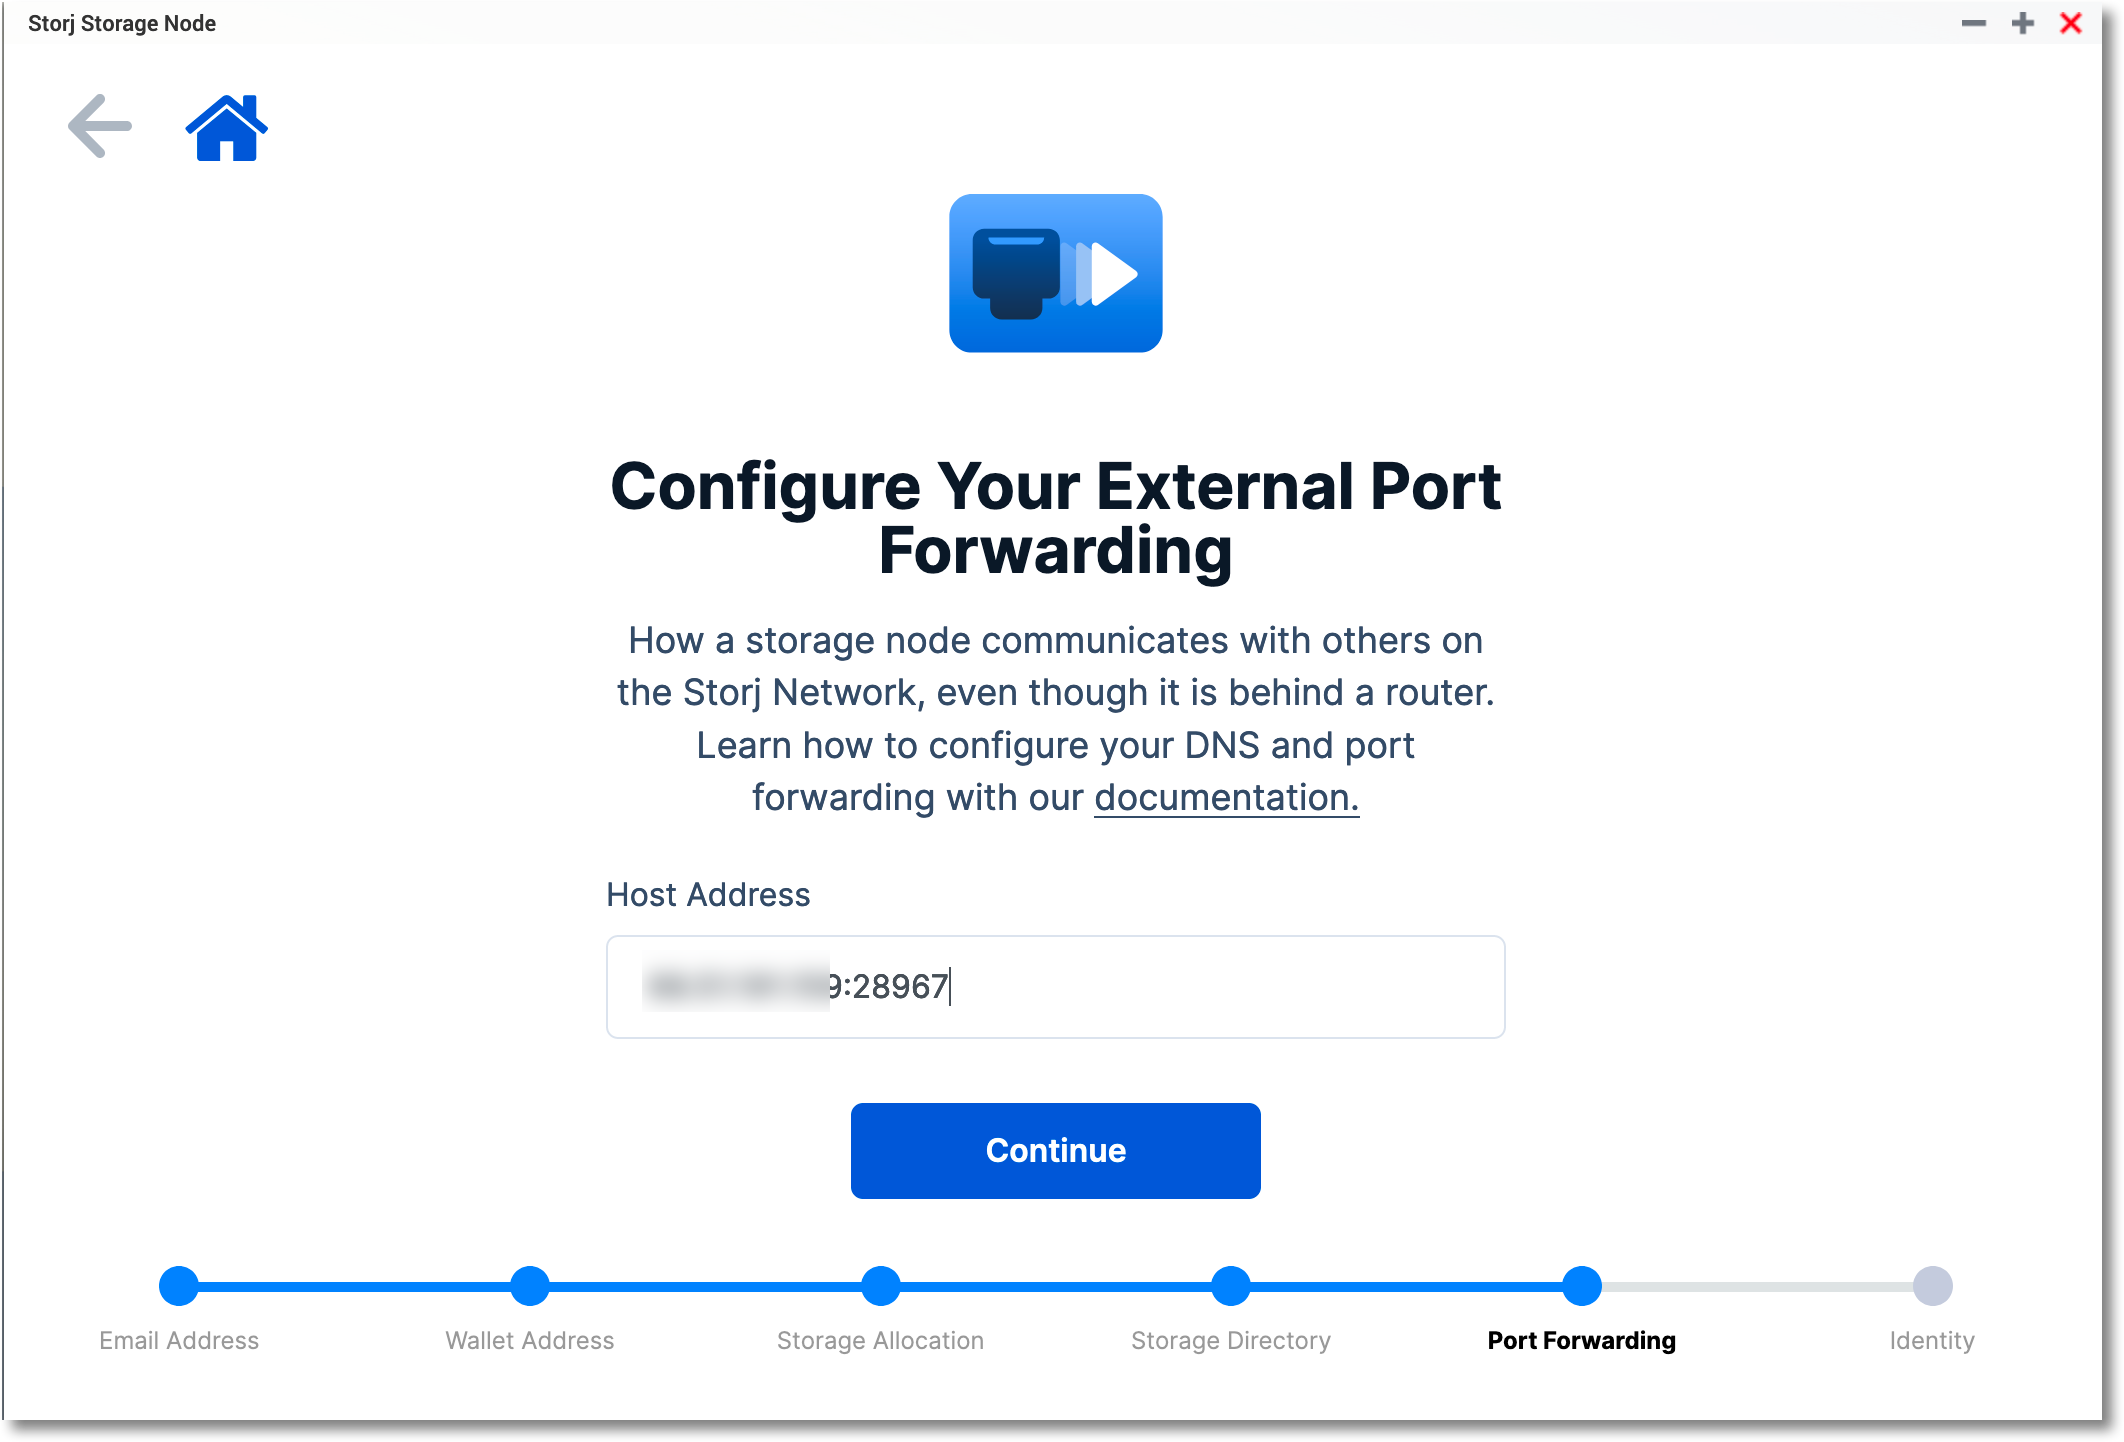 Storj Storage Node
Configure Your External Port
Forwarding
How a storage node communicates with others on
the Storj Network, even though it is behind a router.
Learn how to configure your DNS and port
forwarding with our documentation.
Host Address
9:28967
Continue
Email Address
Wallet Address
Storage Allocation
Storage Directory
Port Forwarding
Identity